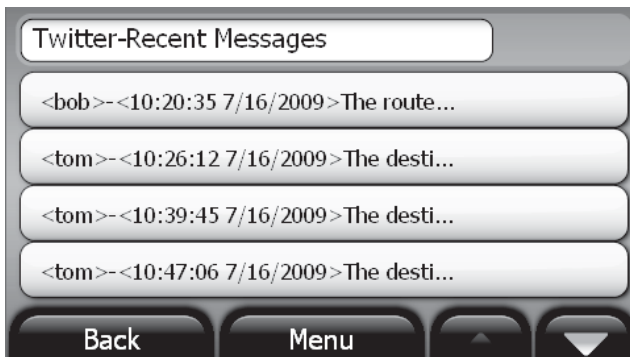 Twitter-Recent Messages
<bob>-<10:20:35 7/16/2009>The route...
<tom>-<10:26:12 7/16/2009>The desti...
<tom>-<10:39:45 7/16/2009>The desti...
<tom>-<10:47:06 7/16/2009>The desti...
Back Menu